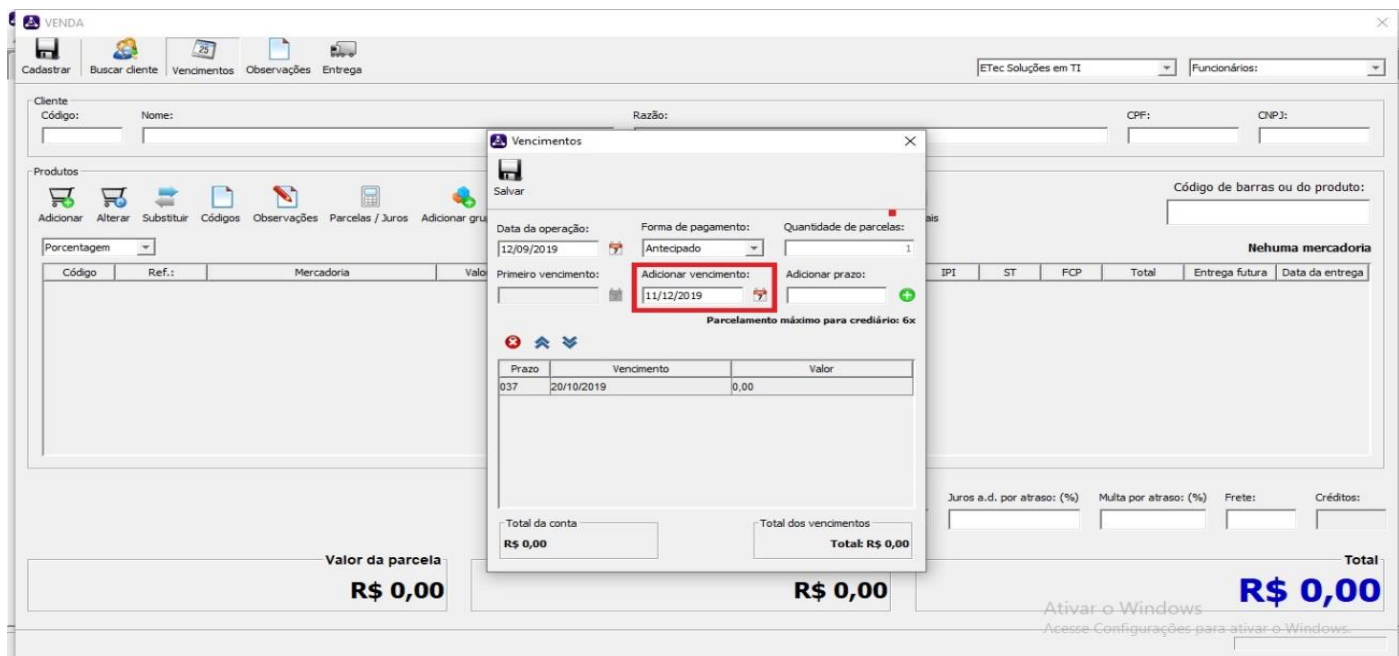 VENDA
Cadastrar Buscar cliente Vencimentos Observações Entrega
25
ETec Soluções em TI Funcionários:
Cliente
Código: Nome: Razão: CPF: CNPJ:
Vencimentos
Salvar
Produtos
Adicionar Alterar Substituir Códigos Observações Parcelas / Juros Adicionar gru
ais
Código de barras ou do produto:
Porcentagem
Nehuma mercadoria
Código Ref.: Mercadoria Valo
IPI ST FCP Total Entrega futura Data da entrega
Data da operação: Forma de pagamento: Quantidade de parcelas:
12/09/2019 Antecipado 1
Primeiro vencimento: Adicionar vencimento: Adicionar prazo:
11/12/2019
Parcelamento máximo para crediário: 6x
Prazo Vencimento Valor
037 20/10/2019 0,00
Total da conta Total dos vencimentos
R$ 0,00 Total: R$ 0,00
Juros a.d. por atraso: (%) Multa por atraso: (%) Frete: Créditos:
Valor da parcela
R$ 0,00
R$ 0,00
Total
R$ 0,00
Ativar o Windows
Acesse Configurações para ativar o Windows.